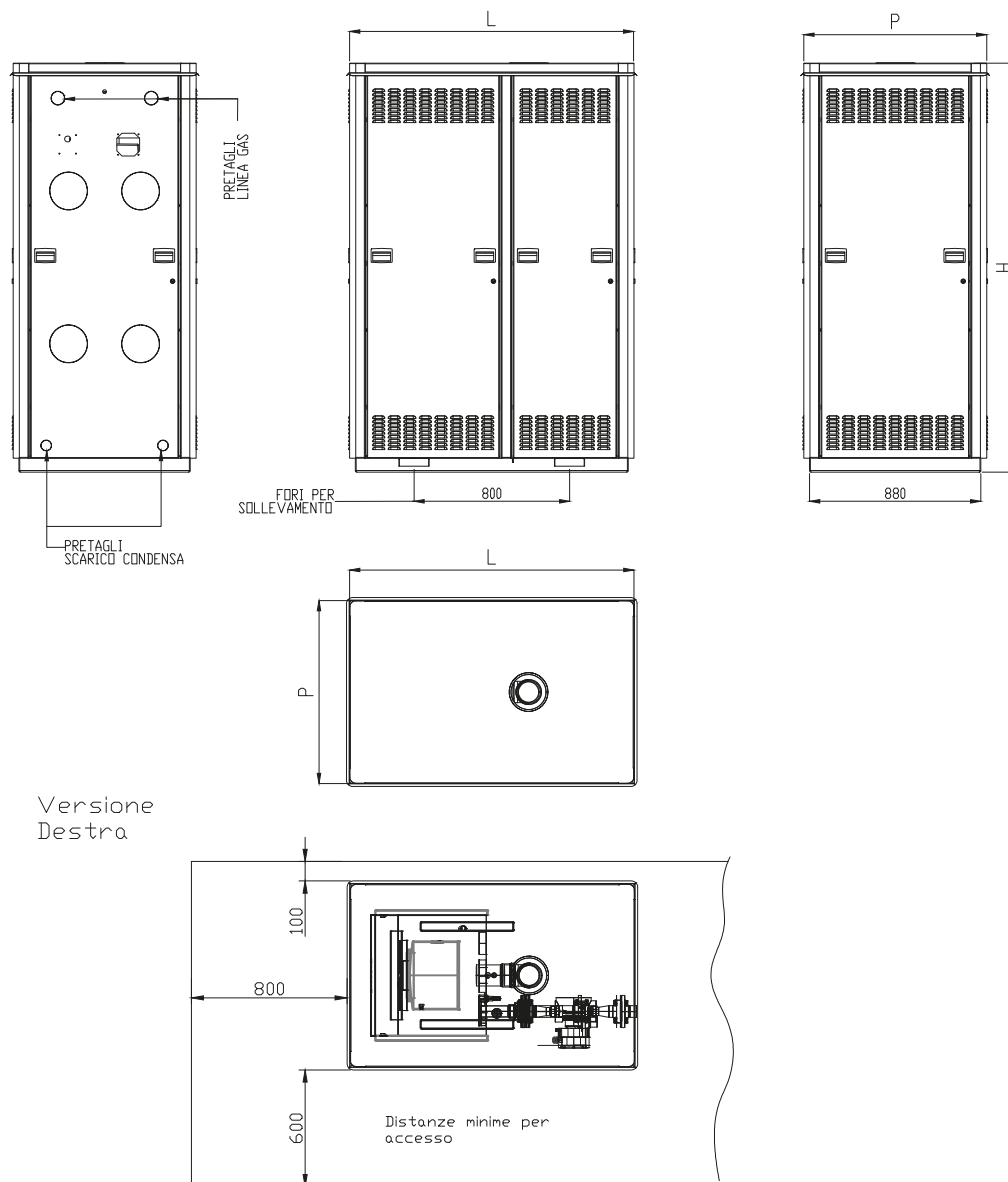 L
P
PRETAGLI
LINEA GAS
H
FORI PER
SOLLEVAMENTO
800
880
PRETAGLI
SCARICO CONDENSA
L
P
Versione
Destra
100
800
600
Distanze minime per
accesso